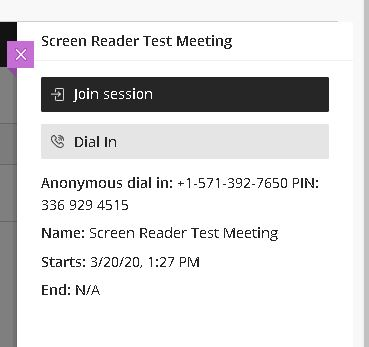 Screen Reader Test Meeting
Join session
Dial In
Anonymous dial in: +1-571-392-7650 PIN:
336 929 4515
Name: Screen Reader Test Meeting
Starts: 3/20/20, 1:27 PM
End: N/A